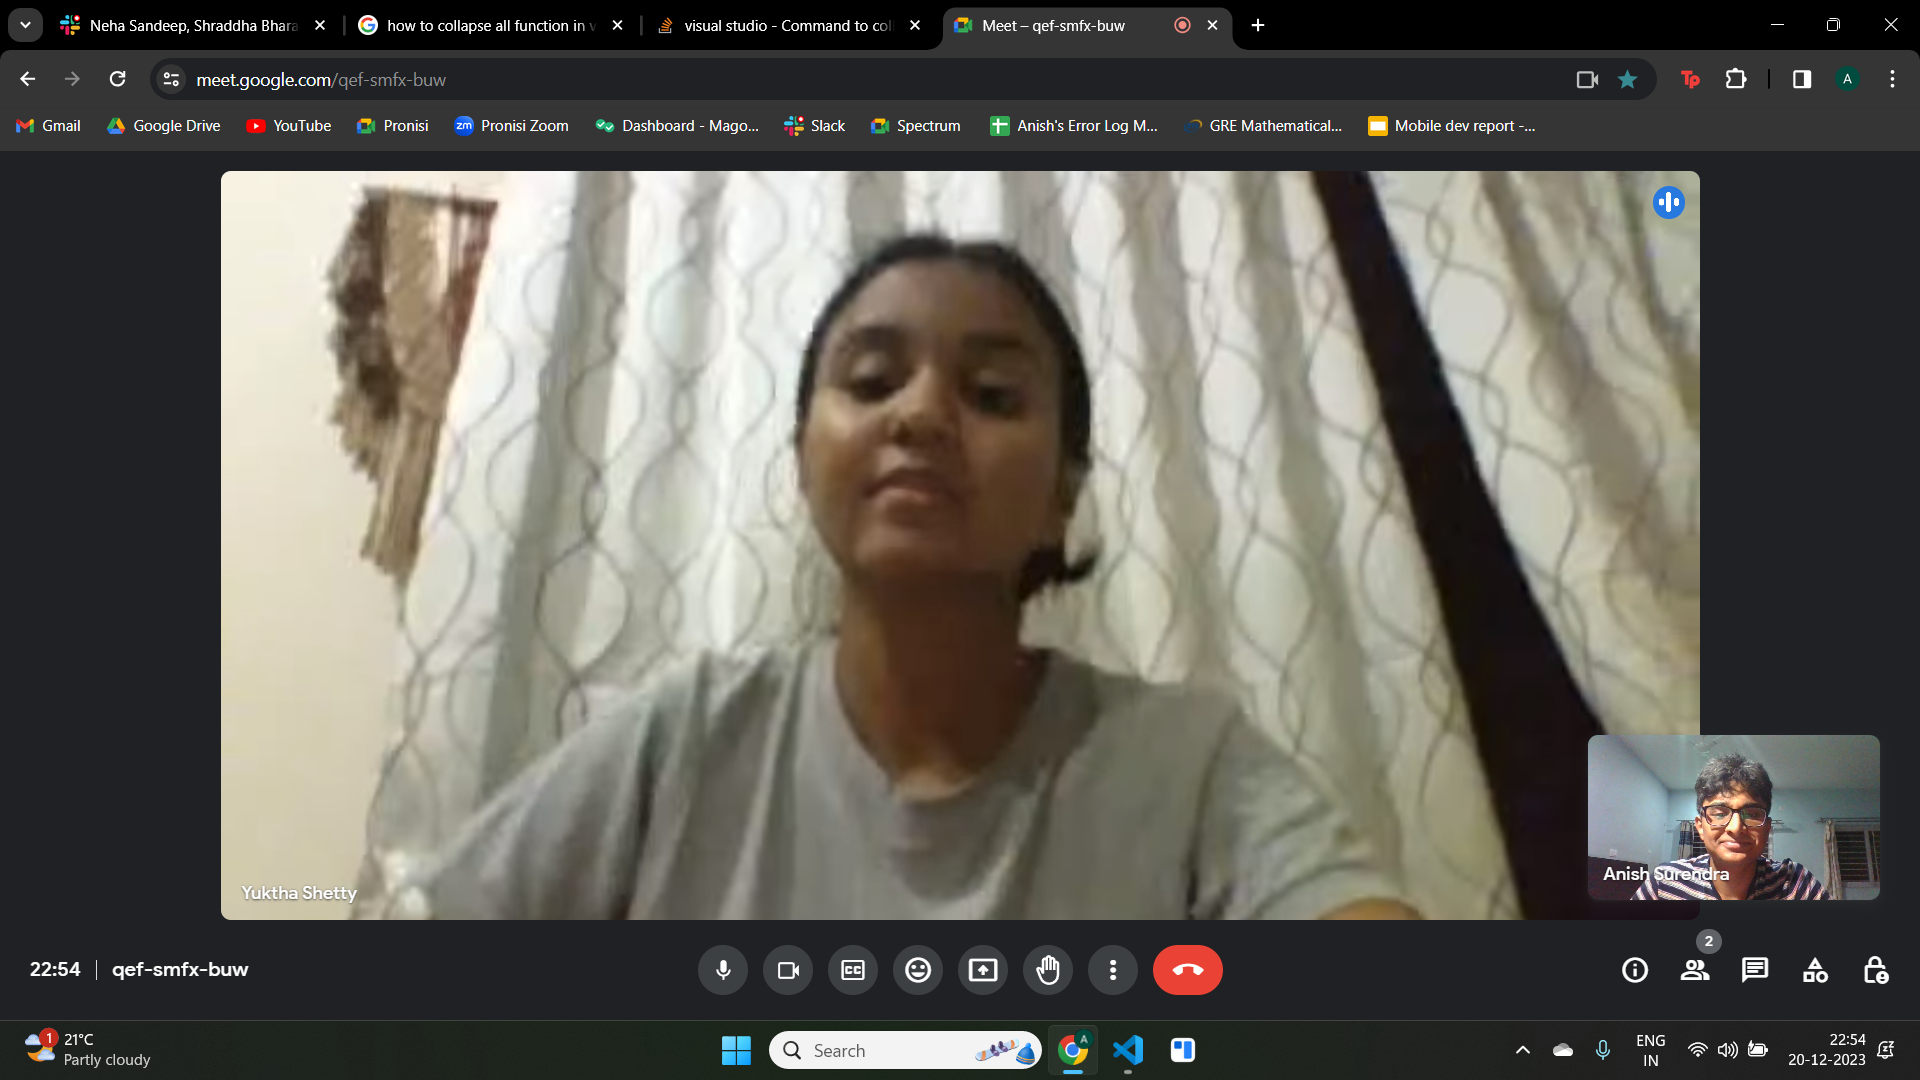 Neha Sandeep, Shraddha Bhara
how to collapse all function in v
visual studio - Command to col
Meet – qef-smfx-buw
meet.google.com/qef-smfx-buw
Tp
A
Gmail
Google Drive
YouTube
Pronisi
zm
Pronisi Zoom
Dashboard - Mago...
Slack
Spectrum
Anish's Error Log M...
GRE Mathematical...
Mobile dev report -...
Yuktha Shetty
Anish Surendra
22:54
qef-smfx-buw
CC
2
1
21°C
Partly cloudy
Search
A
ENG
IN
22:54
20-12-2023